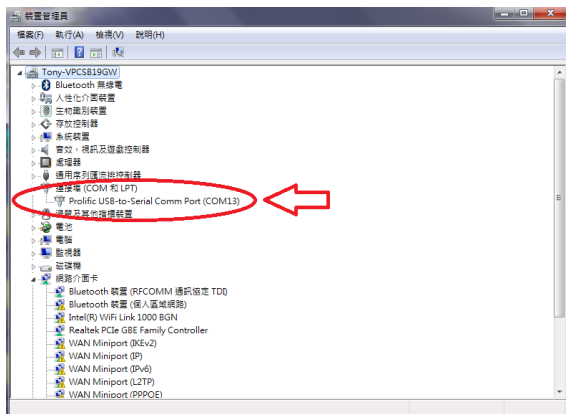 裝置管理員
檔案(F) 執行(A) 檢視(V) 說明(H)
Tony-VPCSB19GW
Bluetooth 無線電
人性化介面裝置
生物識別裝置
存放控制器
系統裝置
音效，視訊及遊戲控制器
處理器
通用序列匯流排控制器
連接埠 (COM 和 LPT)
Prolific USB-to-Serial Comm Port (COM13)
滑鼠及其他指標裝置
電池
電腦
監視器
磁碟機
網路介面卡
Bluetooth 裝置 (RFCOMM 通訊協定 TDI)
Bluetooth 裝置 (個人區域網路)
Intel(R) WiFi Link 1000 BGN
Realtek PCIe GBE Family Controller
WAN Miniport (IKEv2)
WAN Miniport (IP)
WAN Miniport (IPv6)
WAN Miniport (L2TP)
WAN Miniport (PPPOE)